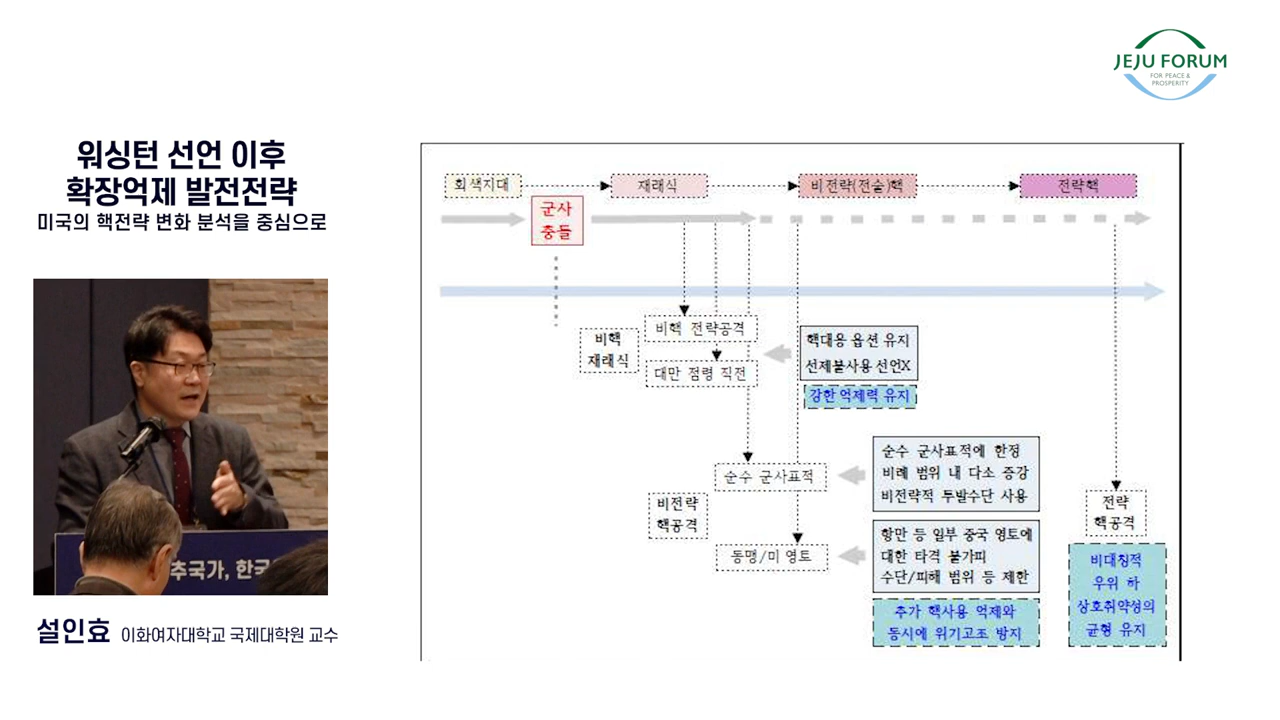 JEJU FORUM
FOR PEACE &
PROSPERITY
워싱턴 선언 이후
확장억제 발전전략
미국의 핵전략 변화 분석을 중심으로
추국가, 한국
설인효 이화여자대학교 국제대학원 교수
회색지대
재래식
비전략(전술)핵
전략핵
군사
충돌
비핵
재래식
비핵 전략공격
대만 점령 직전
핵대응 옵션 유지
선제불사용 선언X
강한 억제력 유지
비전략
핵공격
순수 군사표적
동맹/미 영토
순수 군사표적에 한정
비례 범위 내 다소 증강
비전략적 투발수단 사용
항만 등 일부 중국 영토에
대한 타격 불가피
수단/피해 범위 등 제한
추가 핵사용 억제와
동시에 위기고조 방지
전략
핵공격
비대칭적
우위 하
상호취약성의
균형 유지